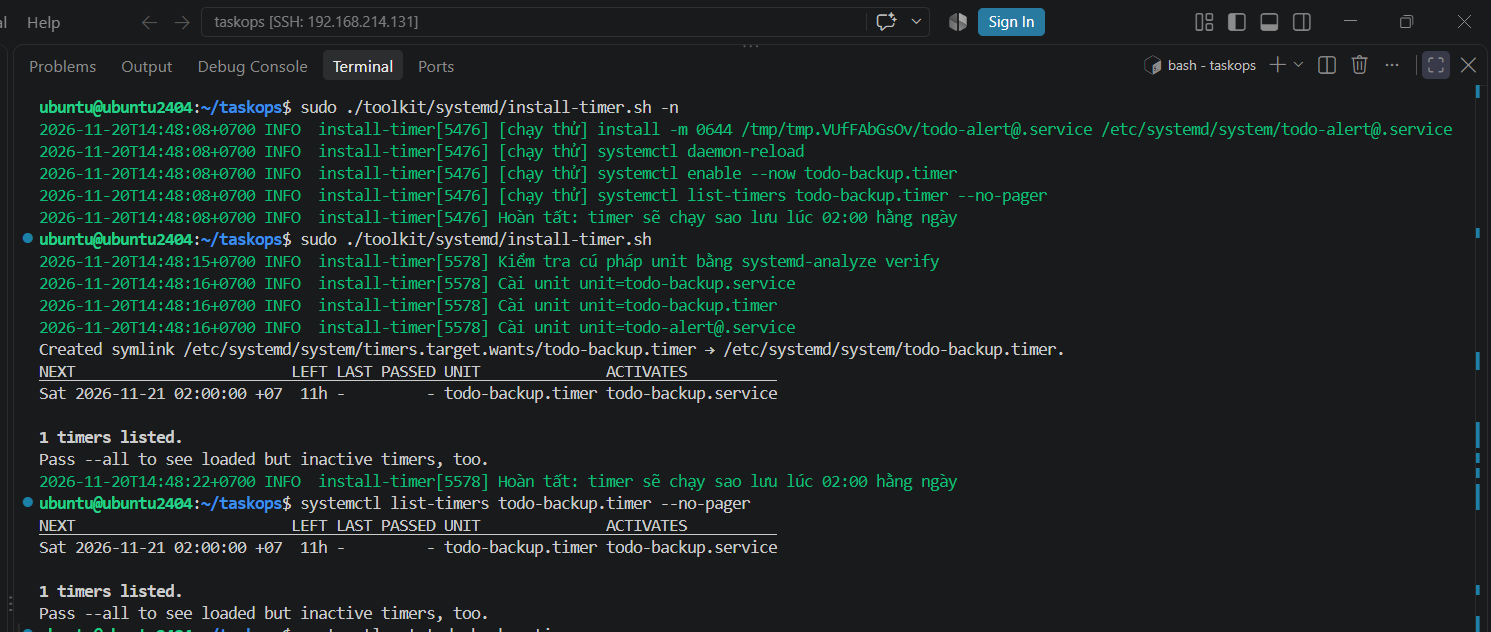 Help
taskops [SSH: 192.168.214.131]
Sign In
Problems Output Debug Console Terminal Ports
bash - taskops
ubuntu@ubuntu2404:~/taskops$ sudo ./toolkit/systemd/install-timer.sh -n
2026-11-20T14:48:08+0700 INFO  install-timer[5476] [chạy thử] install -m 0644 /tmp/tmp.VUfFAbGsOv/todo-alert@.service /etc/systemd/system/todo-alert@.service
2026-11-20T14:48:08+0700 INFO  install-timer[5476] [chạy thử] systemctl daemon-reload
2026-11-20T14:48:08+0700 INFO  install-timer[5476] [chạy thử] systemctl enable --now todo-backup.timer
2026-11-20T14:48:08+0700 INFO  install-timer[5476] [chạy thử] systemctl list-timers todo-backup.timer --no-pager
2026-11-20T14:48:08+0700 INFO  install-timer[5476] Hoàn tất: timer sẽ chạy sao lưu lúc 02:00 hằng ngày
ubuntu@ubuntu2404:~/taskops$ sudo ./toolkit/systemd/install-timer.sh
2026-11-20T14:48:15+0700 INFO  install-timer[5578] Kiểm tra cú pháp unit bằng systemd-analyze verify
2026-11-20T14:48:16+0700 INFO  install-timer[5578] Cài unit unit=todo-backup.service
2026-11-20T14:48:16+0700 INFO  install-timer[5578] Cài unit unit=todo-backup.timer
2026-11-20T14:48:16+0700 INFO  install-timer[5578] Cài unit unit=todo-alert@.service
Created symlink /etc/systemd/system/timers.target.wants/todo-backup.timer → /etc/systemd/system/todo-backup.timer.
NEXT                        LEFT LAST PASSED UNIT              ACTIVATES
Sat 2026-11-21 02:00:00 +07  11h -         - todo-backup.timer todo-backup.service
1 timers listed.
Pass --all to see loaded but inactive timers, too.
2026-11-20T14:48:22+0700 INFO  install-timer[5578] Hoàn tất: timer sẽ chạy sao lưu lúc 02:00 hằng ngày
ubuntu@ubuntu2404:~/taskops$ systemctl list-timers todo-backup.timer --no-pager
NEXT                        LEFT LAST PASSED UNIT              ACTIVATES
Sat 2026-11-21 02:00:00 +07  11h -         - todo-backup.timer todo-backup.service
1 timers listed.
Pass --all to see loaded but inactive timers, too.